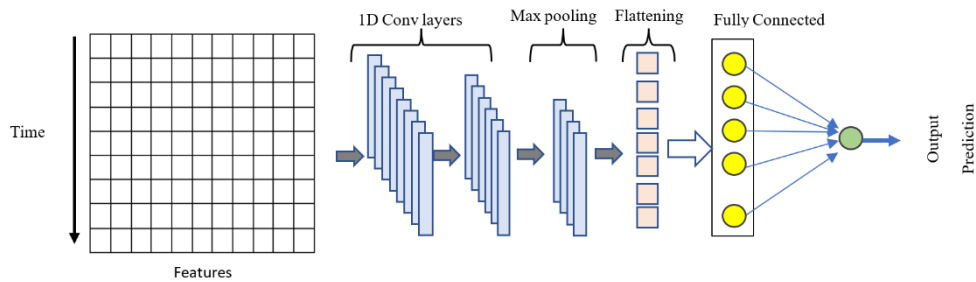 1D Conv layers
Max pooling
Flattening
Fully Connected
Time
Features
Output
Prediction